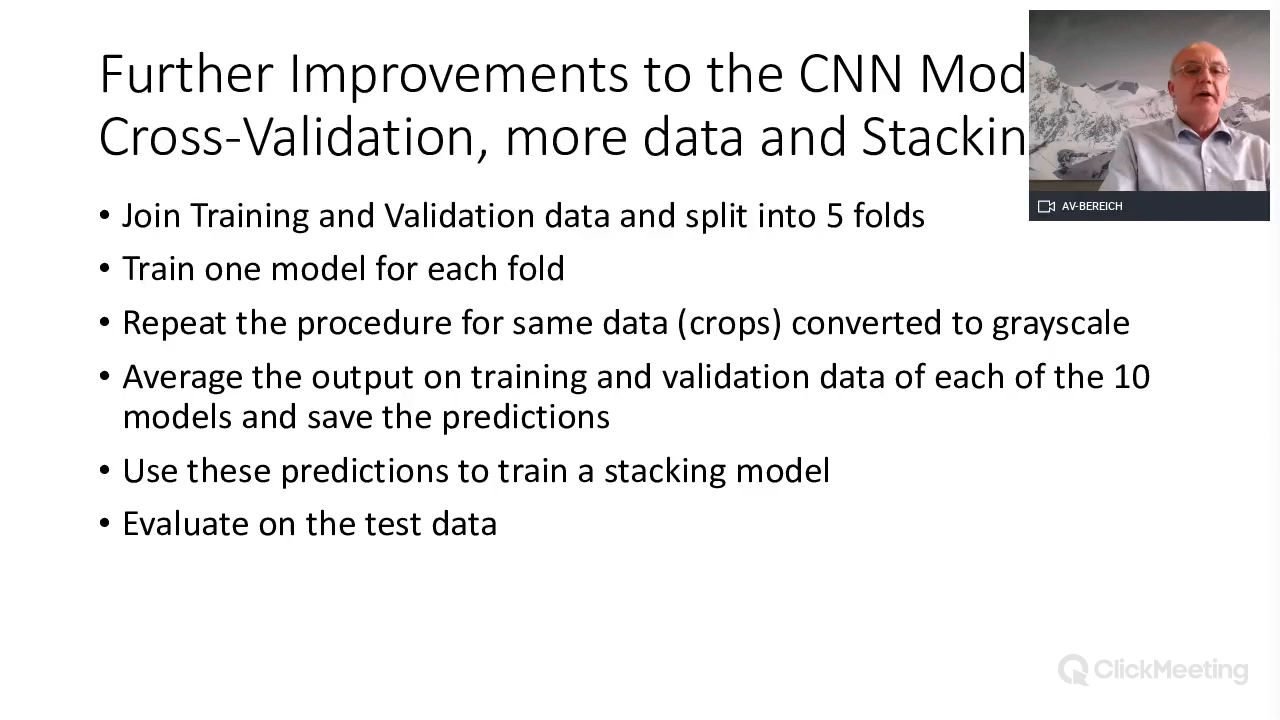 Further Improvements to the CNN Mod
Cross-Validation, more data and Stackin
• Join Training and Validation data and split into 5 folds
• Train one model for each fold
• Repeat the procedure for same data (crops) converted to grayscale
• Average the output on training and validation data of each of the 10
models and save the predictions
• Use these predictions to train a stacking model
• Evaluate on the test data
AV-BEREICH
ClickMeeting